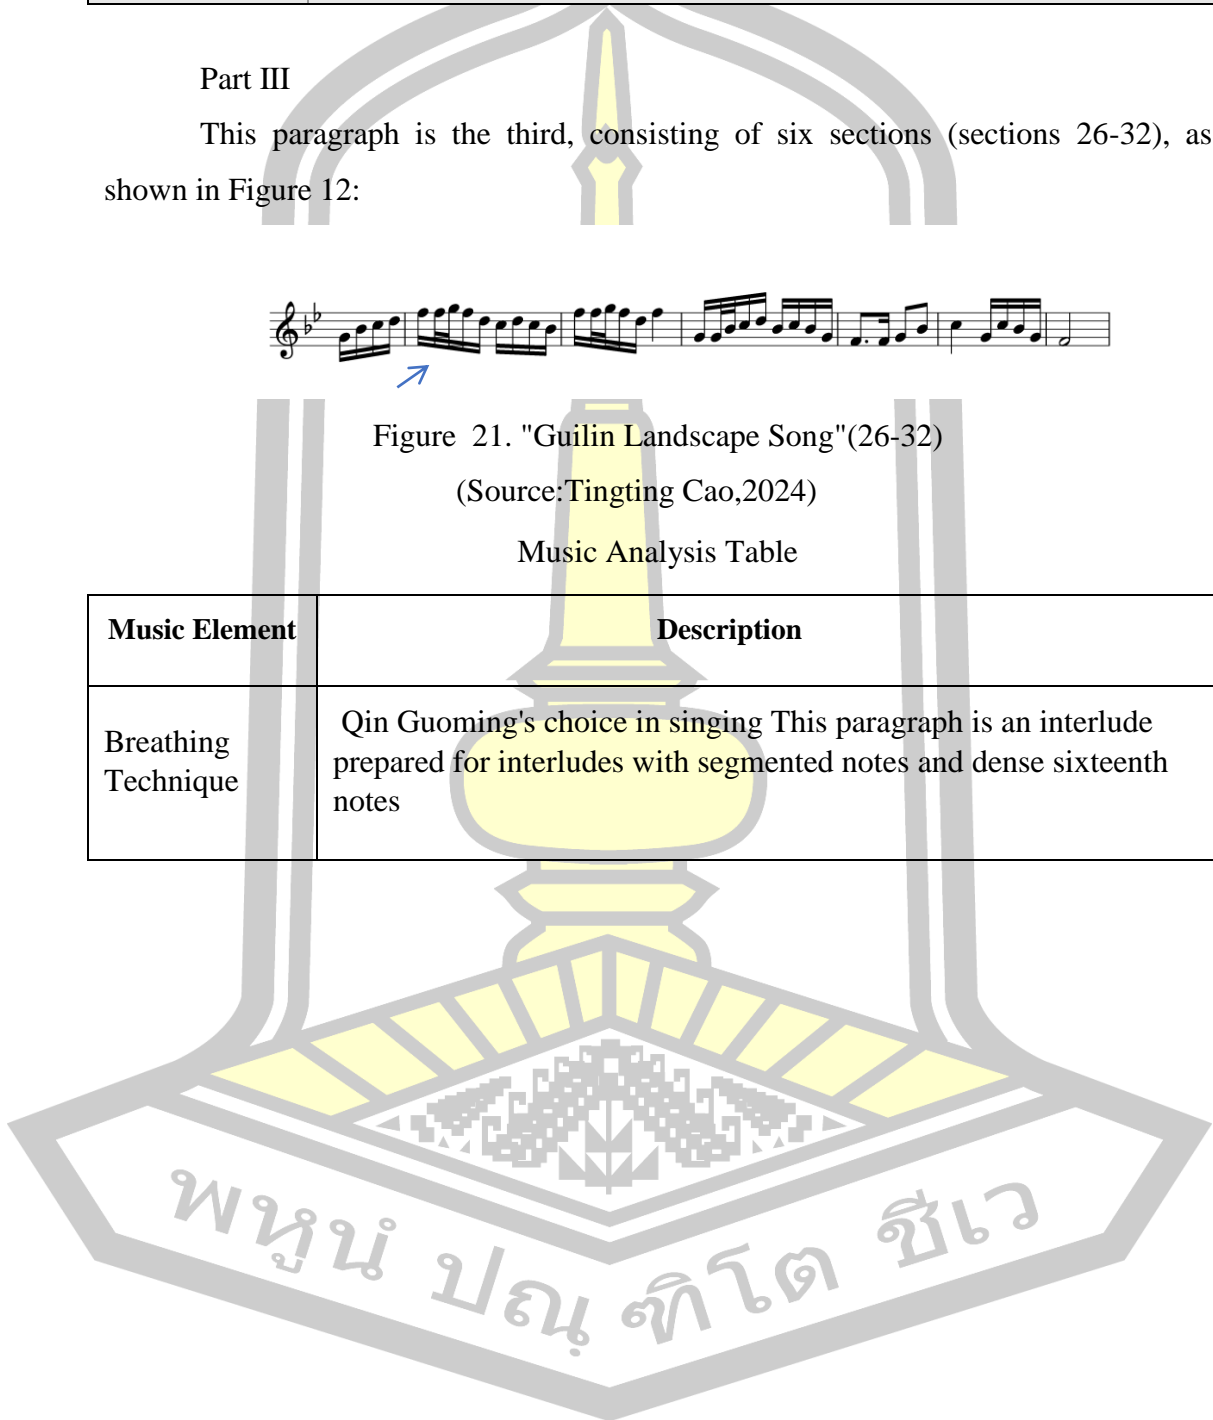 Part III
This paragraph is the third, consisting of six sections (sections 26-32), as
shown in Figure 12:
Figure 21. "Guilin Landscape Song"(26-32)
(Source:Tingting Cao,2024)
Music Analysis Table
Music Element
Description
Breathing
Technique
Qin Guoming's choice in singing This paragraph is an interlude
prepared for interludes with segmented notes and dense sixteenth
notes
พหูนํ ปณฺฑิโต ชีเว